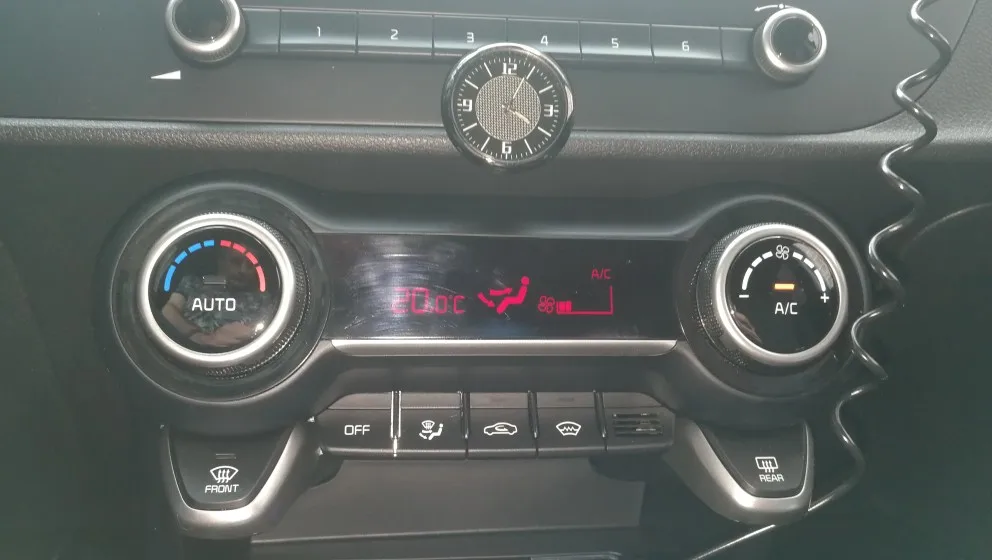 1 2 3 4 5 6
12
9 3
6
AUTO
20.0°C
A/C
- +
A/C
OFF
FRONT
REAR